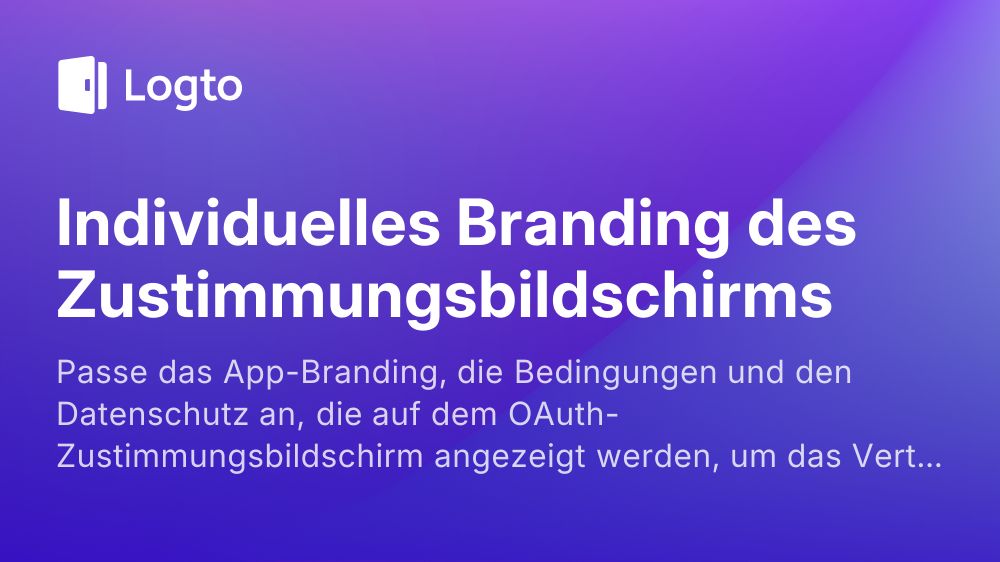 Logto
Individuelles Branding des
Zustimmungsbildschirms
Passe das App-Branding, die Bedingungen und den
Datenschutz an, die auf dem OAuth-
Zustimmungsbildschirm angezeigt werden, um das Vert...